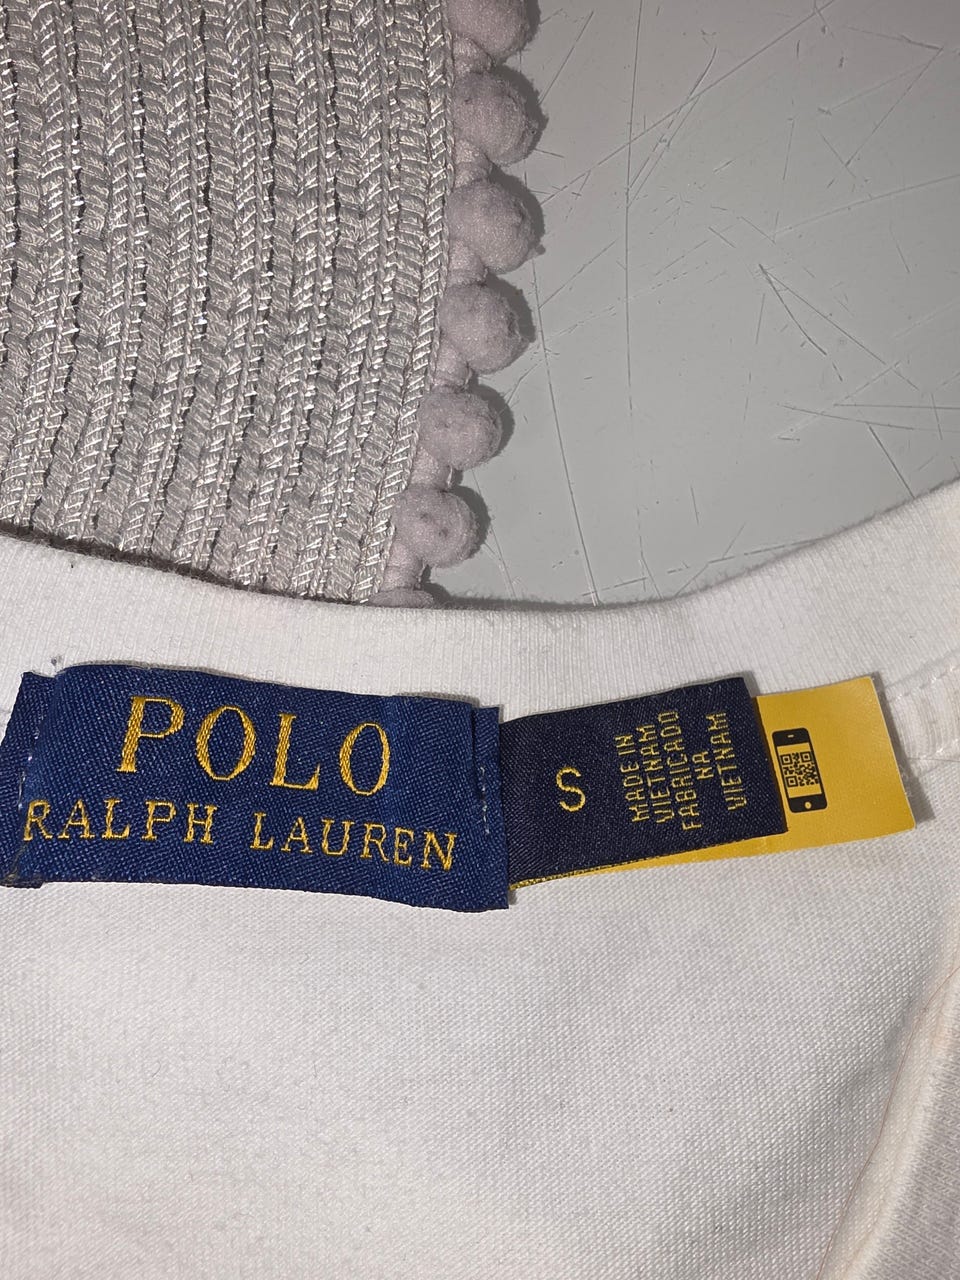 POLO
RALPH LAUREN
S
MADE IN
VIETNAM
FABRICADO
NA
VIETNAM